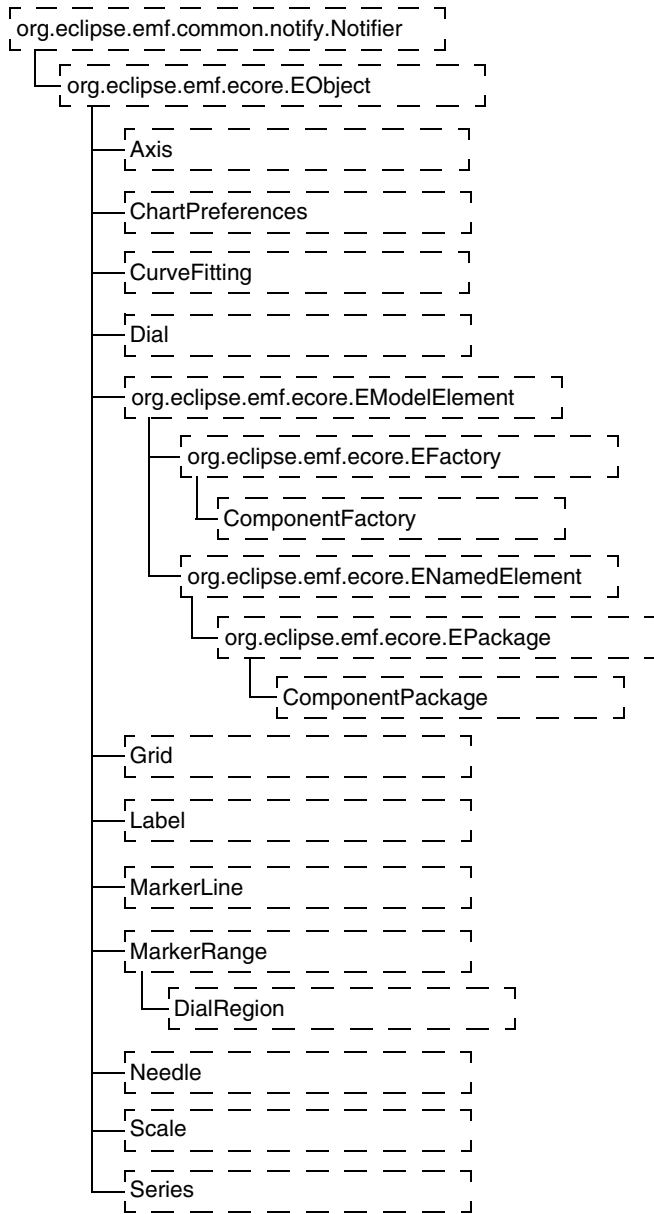 org.eclipse.emf.common.notify.Notifier
org.eclipse.emf.ecore.EObject
Axis
ChartPreferences
CurveFitting
Dial
org.eclipse.emf.ecore.EModelElement
org.eclipse.emf.ecore.EFactory
ComponentFactory
org.eclipse.emf.ecore.ENamedElement
org.eclipse.emf.ecore.EPackage
ComponentPackage
Grid
Label
MarkerLine
MarkerRange
DialRegion
Needle
Scale
Series